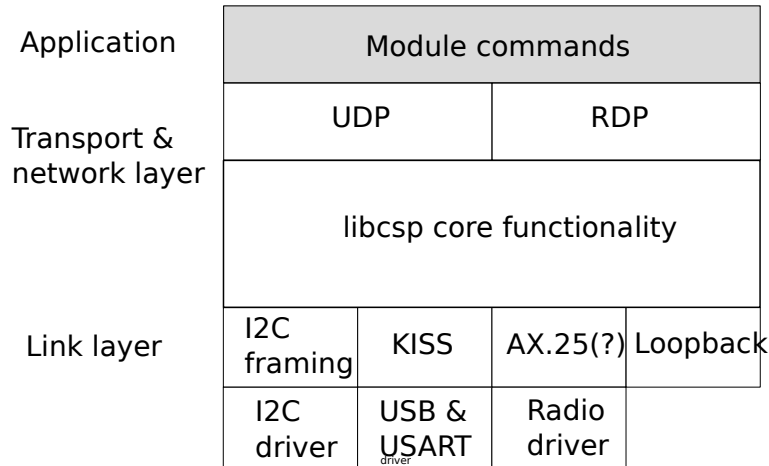 Application
Module commands
UDP
RDP
Transport &
network layer
libcsp core functionality
Link layer
I2C
framing
KISS
AX.25(?)
Loopback
I2C
driver
USB &
USART
driver
Radio
driver